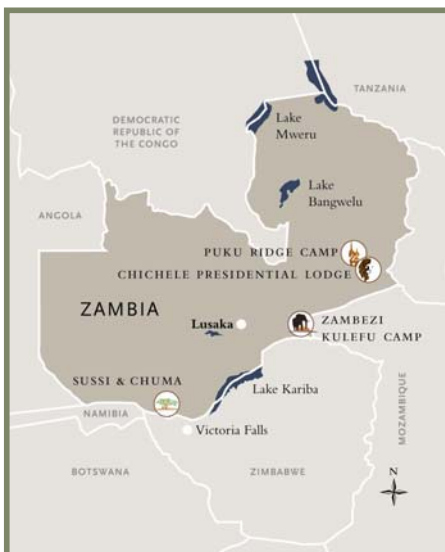 TANZANIA
DEMOCRATIC
REPUBLIC OF
THE CONGO
Lake
Mweru
Lake
Bangwelu
ANGOLA
PUKU RIDGE CAMP
CHICHELE PRESIDENTIAL LODGE
ZAMBIA
Lusaka
ZAMBEZI
KULEFU CAMP
SUSSI & CHUMA
Lake Kariba
NAMIBIA
Victoria Falls
MOZAMBIQUE
BOTSWANA
ZIMBABWE
N